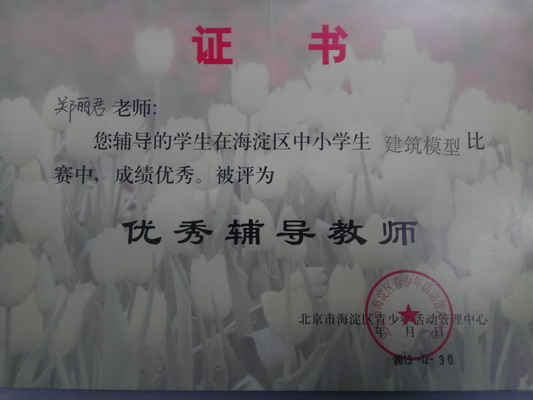 证 书
郑丽君老师:
您辅导的学生在海淀区中小学生 建筑模型 比
赛中，成绩优秀。被评为
优秀辅导教师
北京市海淀区青少年活动管理中心
年 月 日
2013-12-30